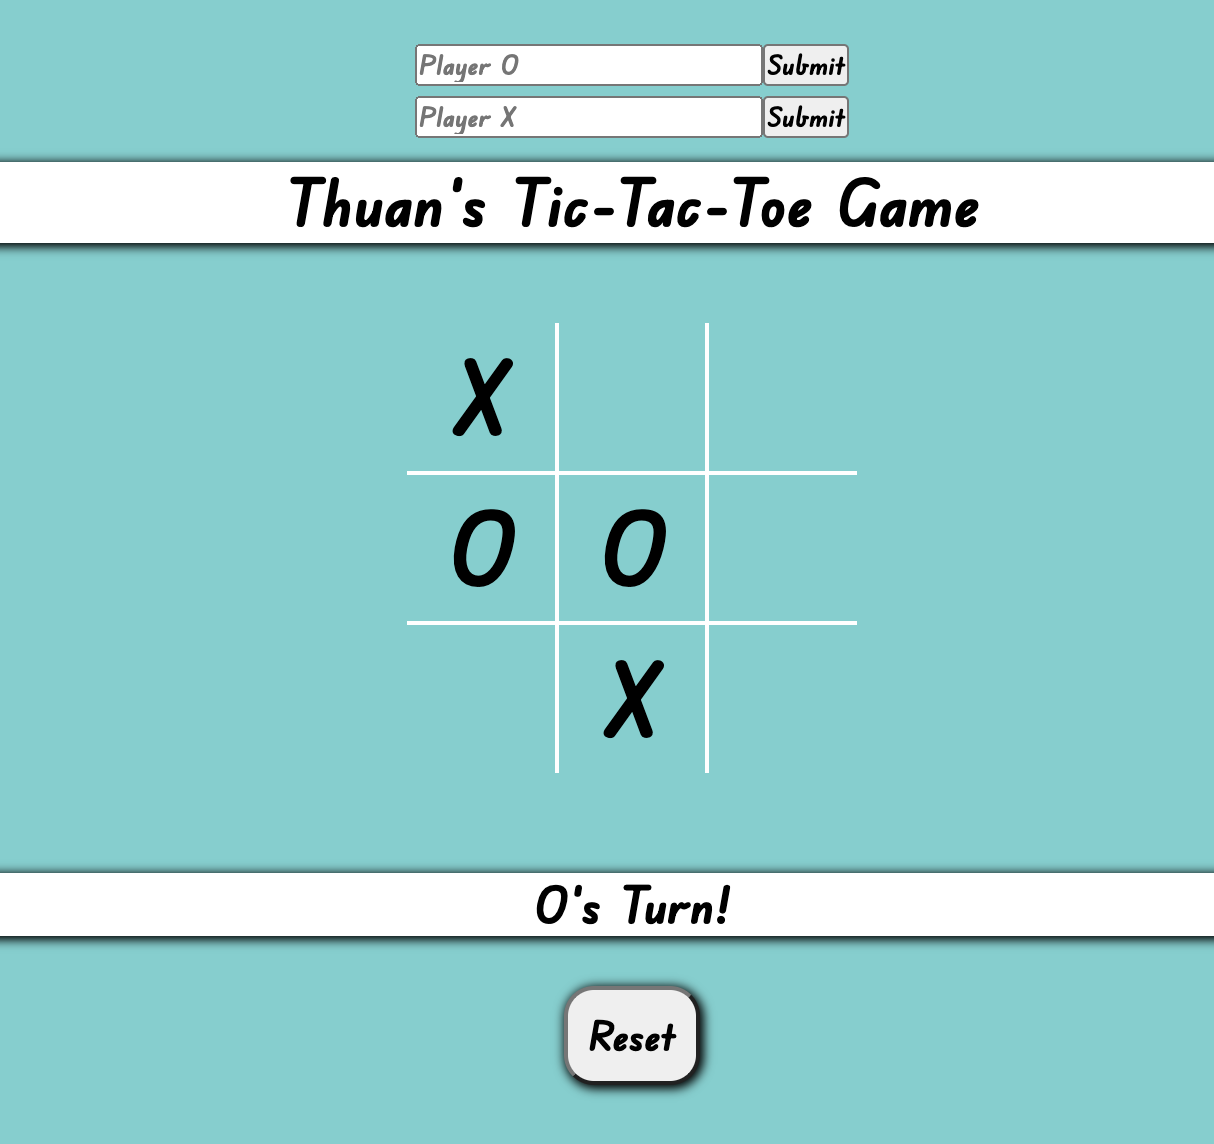 Player O Submit
Player X Submit
Thuan's Tic-Tac-Toe Game
X
O O
X
O's Turn!
Reset